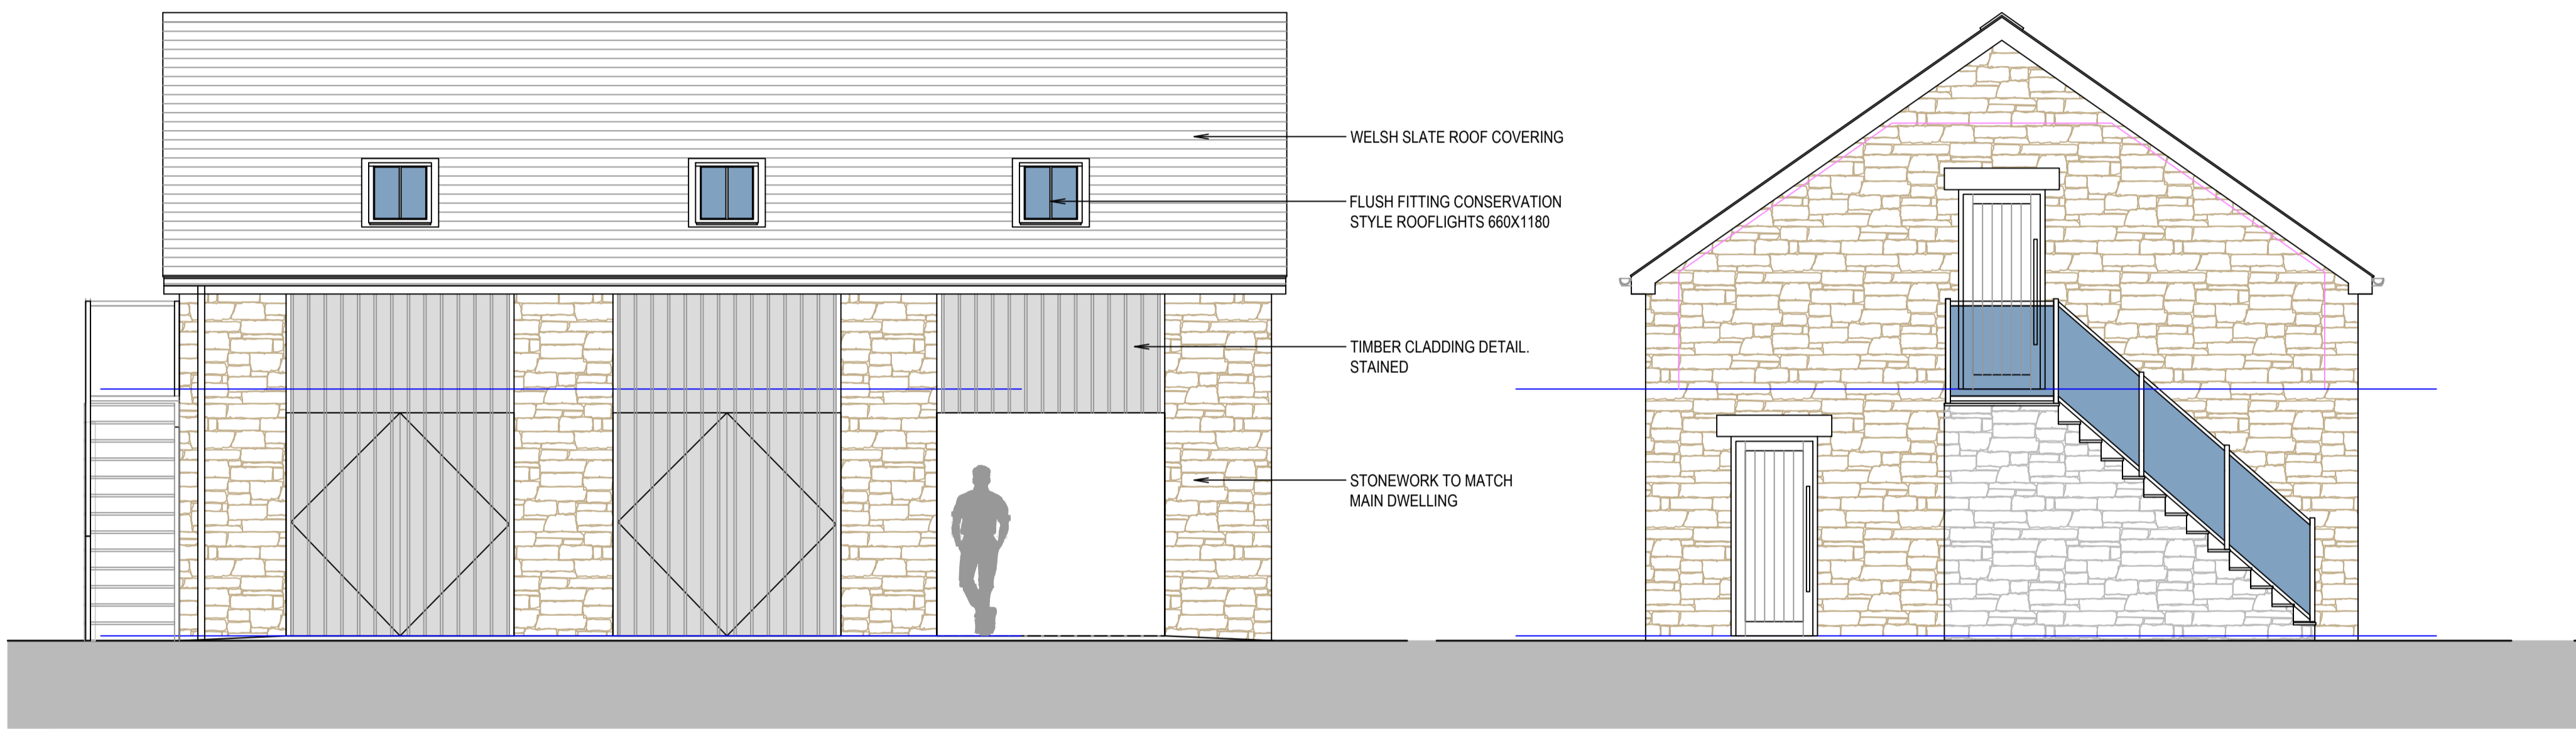 WELSH SLATE ROOF COVERING
FLUSH FITTING CONSERVATION
STYLE ROOFLIGHTS 660X1180
TIMBER CLADDING DETAIL.
STAINED
STONEWORK TO MATCH
MAIN DWELLING